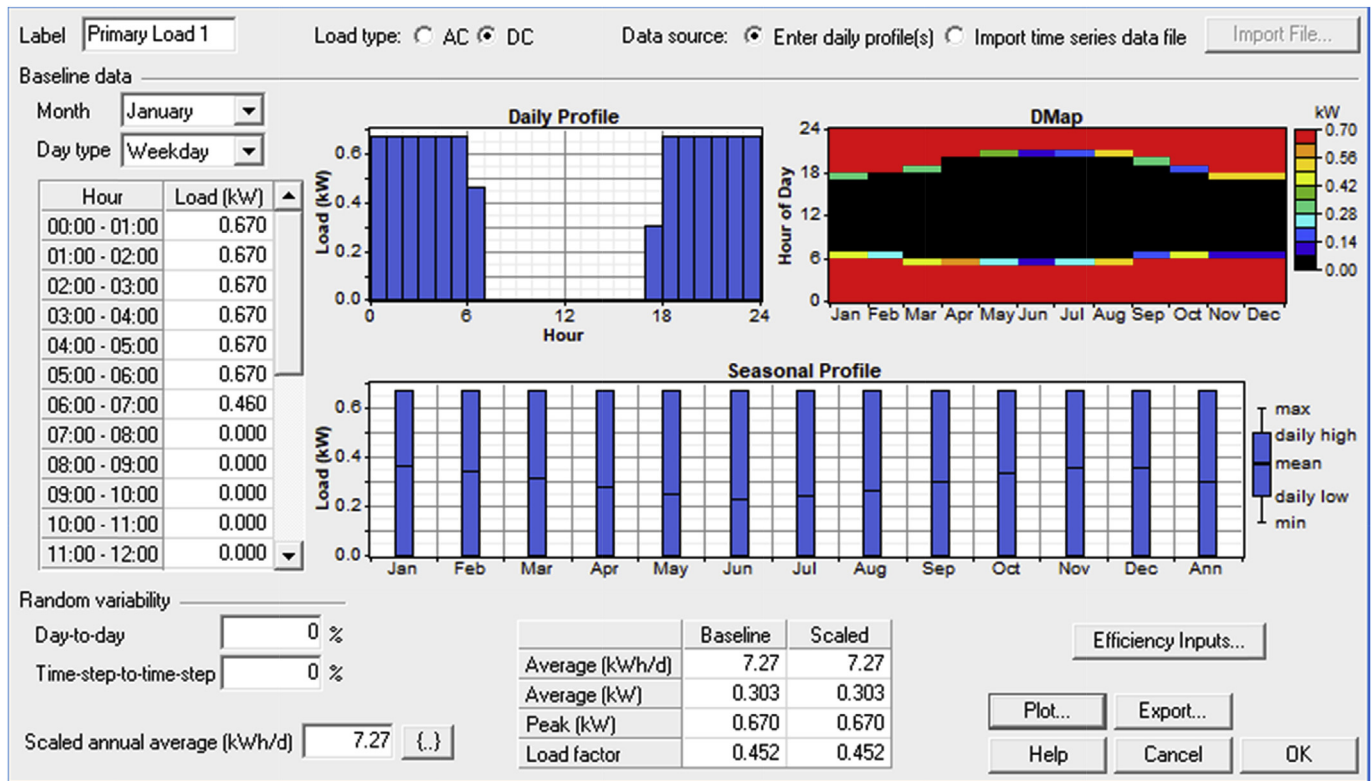 Label Primary Load 1 Load type: AC DC Data source: Enter daily profile(s) Import time series data file Import File...
Baseline data
Month January
Day type Weekday
Hour Load (kW)
00:00 - 01:00 0.670
01:00 - 02:00 0.670
02:00 - 03:00 0.670
03:00 - 04:00 0.670
04:00 - 05:00 0.670
05:00 - 06:00 0.670
06:00 - 07:00 0.460
07:00 - 08:00 0.000
08:00 - 09:00 0.000
09:00 - 10:00 0.000
10:00 - 11:00 0.000
11:00 - 12:00 0.000
Daily Profile
Load (kW)
0.6
0.4
0.2
0.0
0 6 12 18 24
Hour
DMap
Hour of Day
24
18
12
6
0
Jan Feb Mar Apr May Jun Jul Aug Sep Oct Nov Dec
kW
0.70
0.56
0.42
0.28
0.14
0.00
Seasonal Profile
Load (kW)
0.6
0.4
0.2
0.0
Jan Feb Mar Apr May Jun Jul Aug Sep Oct Nov Dec Ann
max
daily high
mean
daily low
min
Random variability
Day-to-day 0 %
Time-step-to-time-step 0 %
Scaled annual average (kWh/d) 7.27 {..}
Baseline Scaled
Average (kWh/d) 7.27 7.27
Average (kW) 0.303 0.303
Peak (kW) 0.670 0.670
Load factor 0.452 0.452
Efficiency Inputs...
Plot... Export...
Help Cancel OK